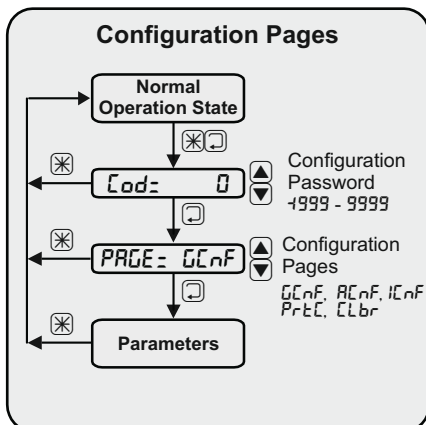 Configuration Pages
Normal
Operation State
Cod= 0
Configuration
Password
-1999 - 9999
PAGE= GCnF
Configuration
Pages
GCnF, ACnF, ICnF
PrtC, CLbr
Parameters